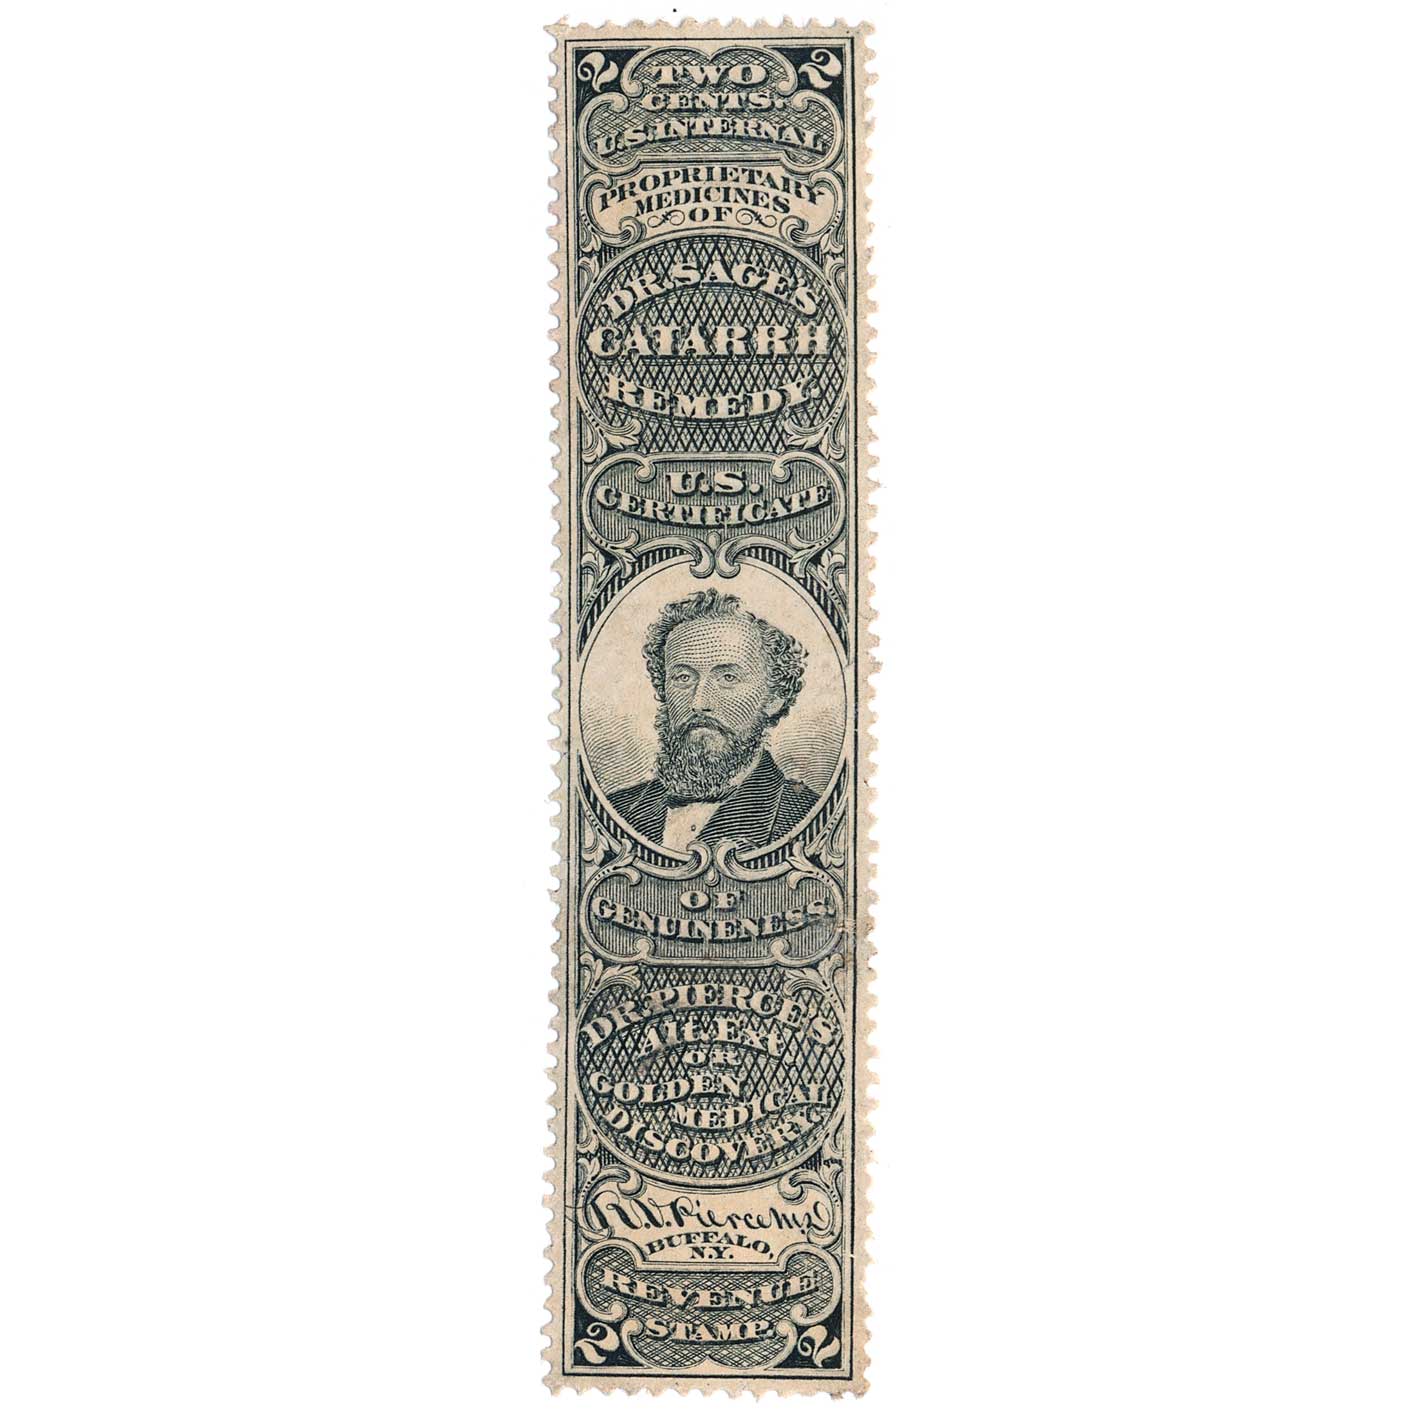 2 TWO 2
CENTS.
U.S. INTERNAL
PROPRIETARY
MEDICINES
OF
DR. SAGE'S
CATARRH
REMEDY.
U.S.
CERTIFICATE
OF
GENUINENESS.
DR. PIERCE'S
Alt. Ext.
OR
GOLDEN
MEDICAL
DISCOVERY.
R.V. Pierce M.D
BUFFALO,
N.Y.
REVENUE
2 STAMP. 2